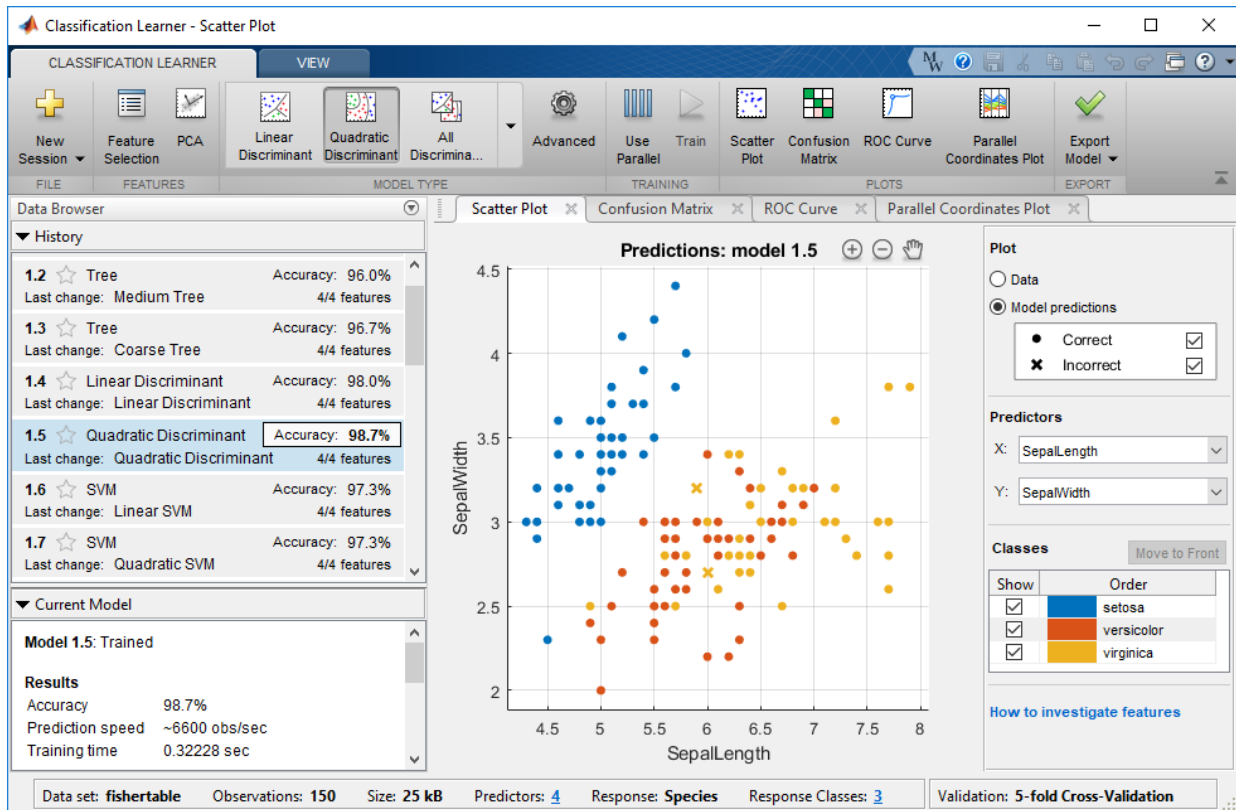 Classification Learner - Scatter Plot
CLASSIFICATION LEARNER VIEW
New Session
Feature Selection
PCA
Linear Discriminant
Quadratic Discriminant
All Discrimina...
Advanced
Use Parallel
Train
Scatter Plot
Confusion Matrix
ROC Curve
Parallel Coordinates Plot
Export Model
FILE FEATURES MODEL TYPE TRAINING PLOTS EXPORT
Data Browser
History
1.2 Tree Accuracy: 96.0%
Last change: Medium Tree 4/4 features
1.3 Tree Accuracy: 96.7%
Last change: Coarse Tree 4/4 features
1.4 Linear Discriminant Accuracy: 98.0%
Last change: Linear Discriminant 4/4 features
1.5 Quadratic Discriminant Accuracy: 98.7%
Last change: Quadratic Discriminant 4/4 features
1.6 SVM Accuracy: 97.3%
Last change: Linear SVM 4/4 features
1.7 SVM Accuracy: 97.3%
Last change: Quadratic SVM 4/4 features
Current Model
Model 1.5: Trained
Results
Accuracy 98.7%
Prediction speed ~6600 obs/sec
Training time 0.32228 sec
Scatter Plot Confusion Matrix ROC Curve Parallel Coordinates Plot
Predictions: model 1.5
4.5
4
3.5
3
2.5
2
SepalWidth
4.5 5 5.5 6 6.5 7 7.5 8
SepalLength
Plot
Data
Model predictions
Correct
Incorrect
Predictors
X: SepalLength
Y: SepalWidth
Classes Move to Front
Show Order
setosa
versicolor
virginica
How to investigate features
Data set: fishertable Observations: 150 Size: 25 kB Predictors: 4 Response: Species Response Classes: 3 Validation: 5-fold Cross-Validation